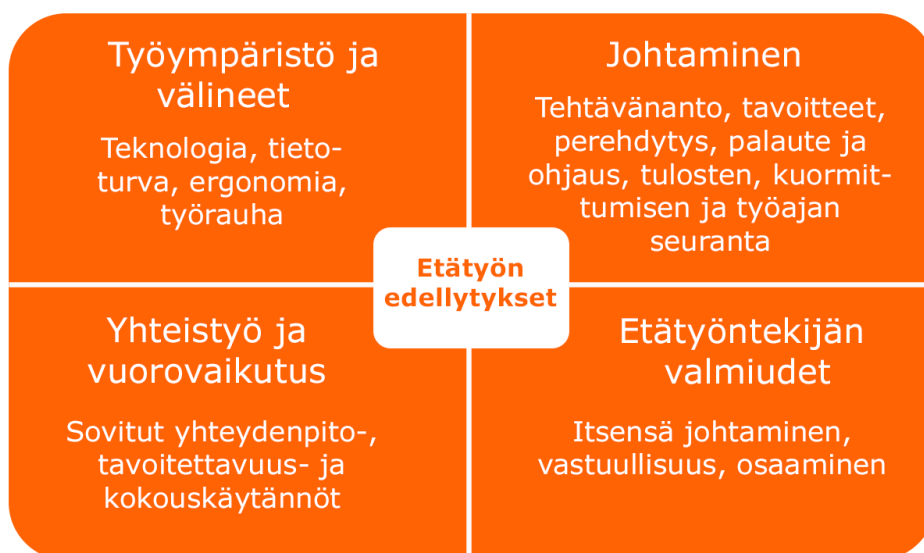 Työympäristö ja
välineet
Teknologia, tieto-
turva, ergonomia,
työrauha
Johtaminen
Tehtävänanto, tavoitteet,
perehdytys, palaute ja
ohjaus, tulosten, kuormit-
tumisen ja työajan
seuranta
Etätyön
edellytykset
Yhteistyö ja
vuorovaikutus
Sovitut yhteydenpito-,
tavoitettavuus- ja
kokouskäytännöt
Etätyöntekijän
valmiudet
Itsensä johtaminen,
vastuullisuus, osaaminen